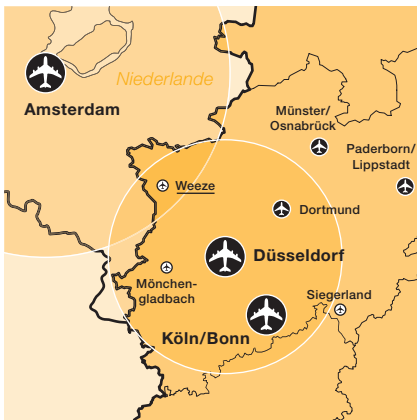 Niederlande
Amsterdam
Münster/
Osnabrück
Paderborn/
Lippstadt
Weeze
Dortmund
Düsseldorf
Mönchen-
gladbach
Siegerland
Köln/Bonn